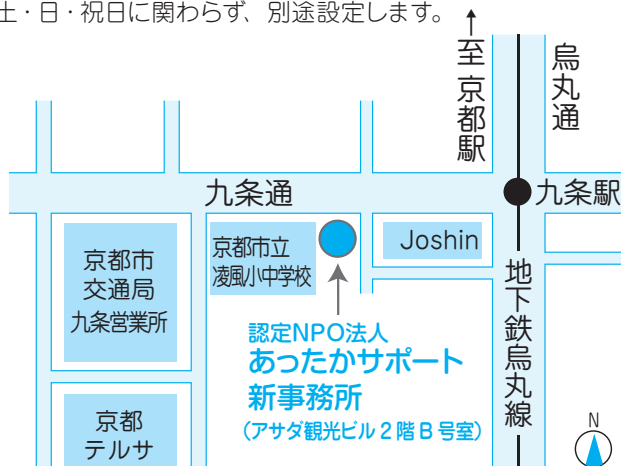 土・日・祝日に関わらず、別途設定します。
↑至 京都駅
烏丸通
九条通
九条駅
京都市
交通局
九条営業所
京都市立
凌風小中学校
Joshin
地下鉄烏丸線
認定NPO法人
あったかサポート
新事務所
（アサダ観光ビル2階B号室）
京都
テルサ
N